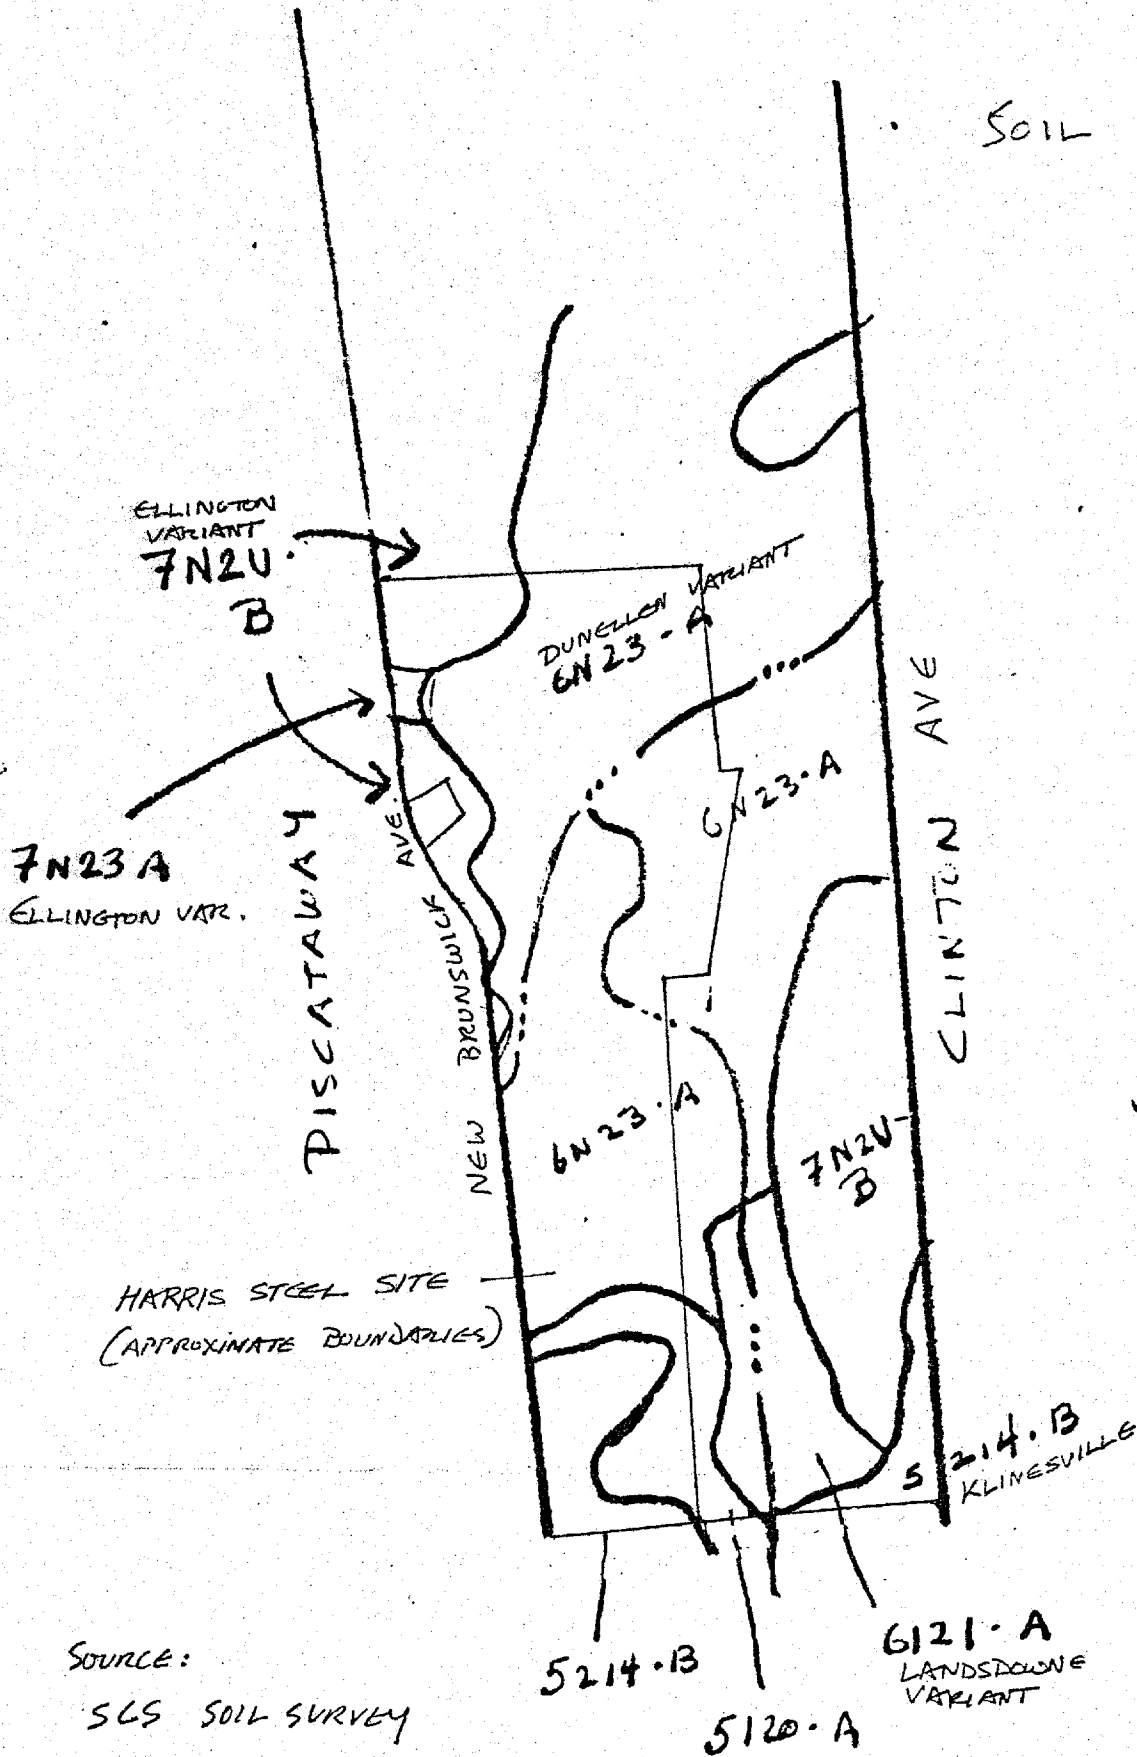 SOIL
ELLINGTON
VARIANT
7N2U·
B
DUNELLEN VARIANT
6N23-A
7N23A
ELLINGTON VAR.
PISCATAWAY
NEW BRUNSWICK AVE.
6N23·A
CLINTON AVE
6N23·A
7N2U-
B
HARRIS STEEL SITE
(APPROXIMATE BOUNDARIES)
5214·B
KLINESVILLE
SOURCE:
SCS SOIL SURVEY
5214·B
5120·A
6121·A
LANDSDOWNE
VARIANT